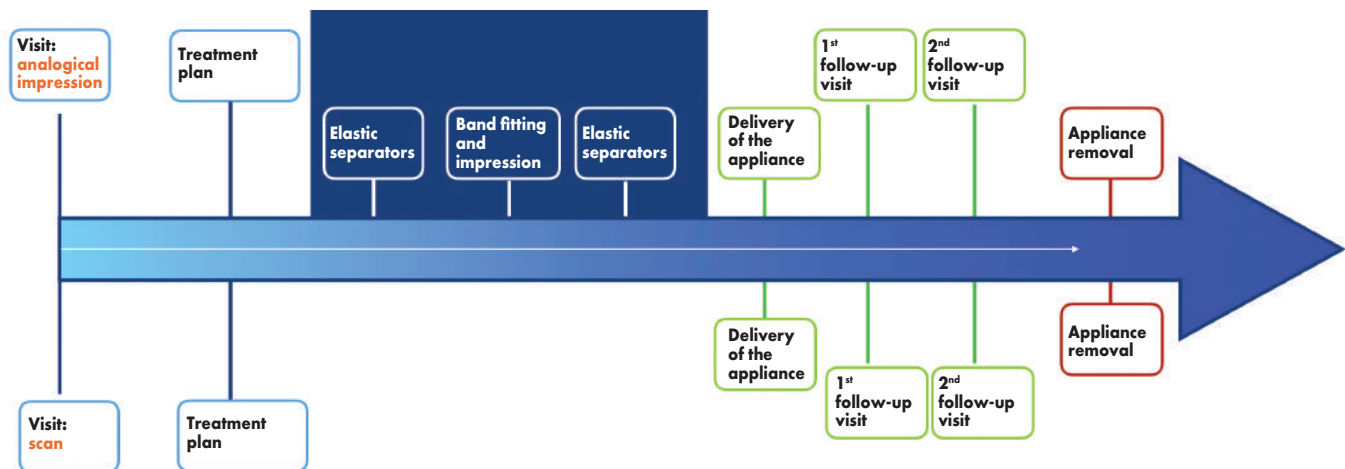 Visit:
analogical
impression
Treatment
plan
Elastic
separators
Band fitting
and
impression
Elastic
separators
Delivery
of the
appliance
1st
follow-up
visit
2nd
follow-up
visit
Appliance
removal
Visit:
scan
Treatment
plan
Delivery
of the
appliance
1st
follow-up
visit
2nd
follow-up
visit
Appliance
removal